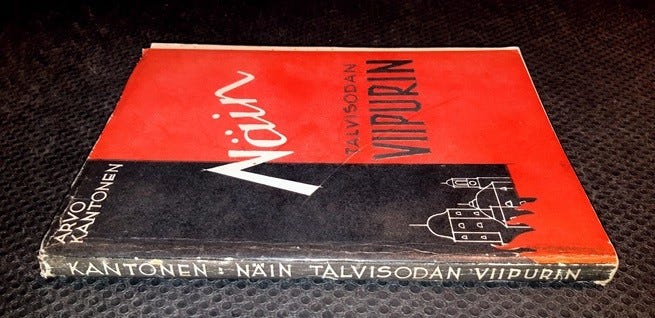 Näin
TALVISODAN
VIIPURIN
ARVO
KANTONEN
KANTONEN: NÄIN TALVISODAN VIIPURIN